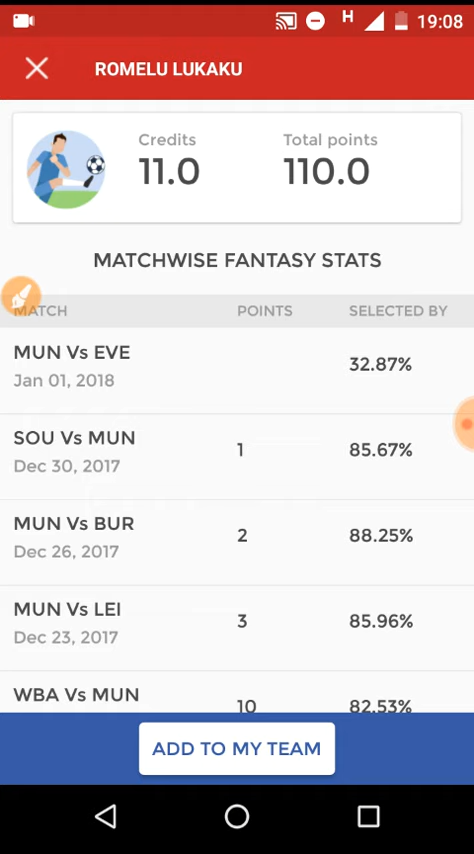 H 19:08
ROMELU LUKAKU
Credits Total points
11.0 110.0
MATCHWISE FANTASY STATS
MATCH POINTS SELECTED BY
MUN Vs EVE 32.87%
Jan 01, 2018
SOU Vs MUN 1 85.67%
Dec 30, 2017
MUN Vs BUR 2 88.25%
Dec 26, 2017
MUN Vs LEI 3 85.96%
Dec 23, 2017
WBA Vs MUN 10 82.53%
ADD TO MY TEAM